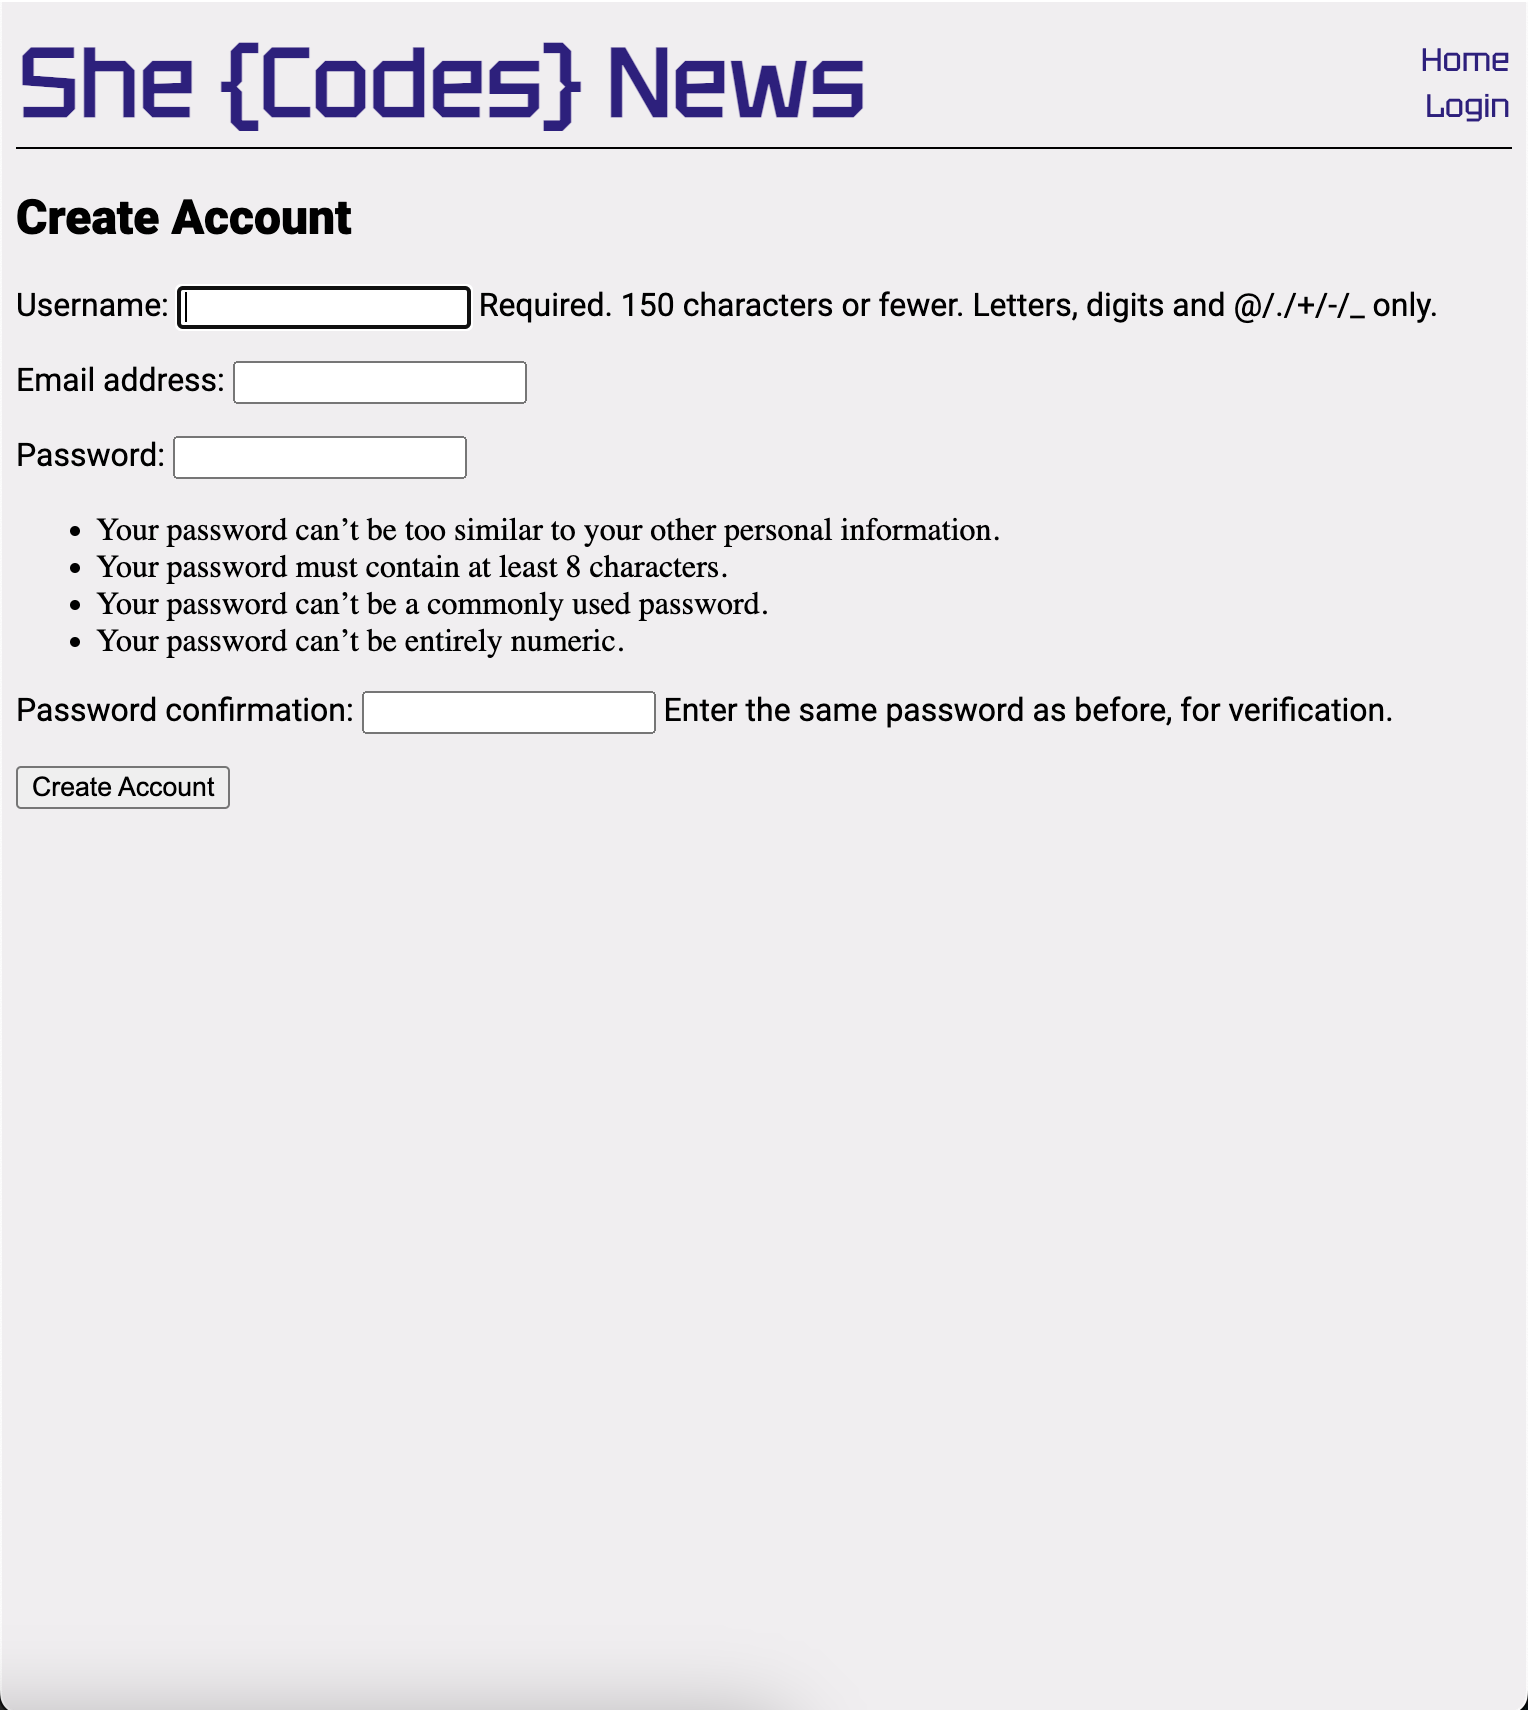 She {Codes} News
Home
Login
Create Account
Username: Required. 150 characters or fewer. Letters, digits and @/./+/-/_ only.
Email address:
Password:
• Your password can’t be too similar to your other personal information.
• Your password must contain at least 8 characters.
• Your password can’t be a commonly used password.
• Your password can’t be entirely numeric.
Password confirmation: Enter the same password as before, for verification.
Create Account